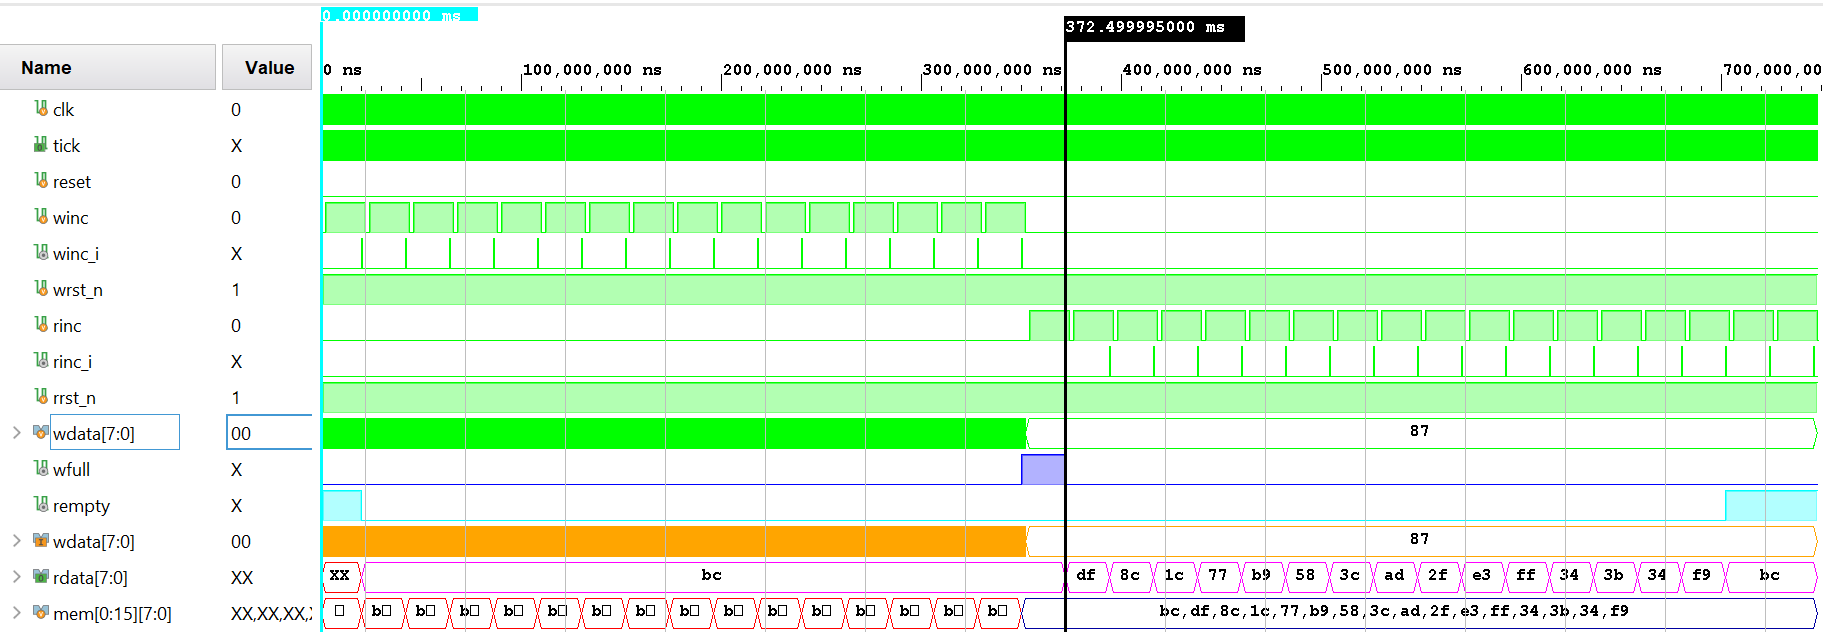 0.000000000 ms
372.499995000 ms
Name Value
0 ns 100,000,000 ns 200,000,000 ns 300,000,000 ns 400,000,000 ns 500,000,000 ns 600,000,000 ns 700,000,00
clk 0
tick X
reset 0
winc 0
winc_i X
wrst_n 1
rinc 0
rinc_i X
rrst_n 1
wdata[7:0] 00 87
wfull X
rempty X
wdata[7:0] 00 87
rdata[7:0] XX XX bc df 8c 1c 77 b9 58 3c ad 2f e3 ff 34 3b 34 f9 bc
mem[0:15][7:0] XX,XX,XX, b□ b□ b□ b□ b□ b□ b□ b□ b□ b□ b□ b□ b□ b□ b□ bc,df,8c,1c,77,b9,58,3c,ad,2f,e3,ff,34,3b,34,f9